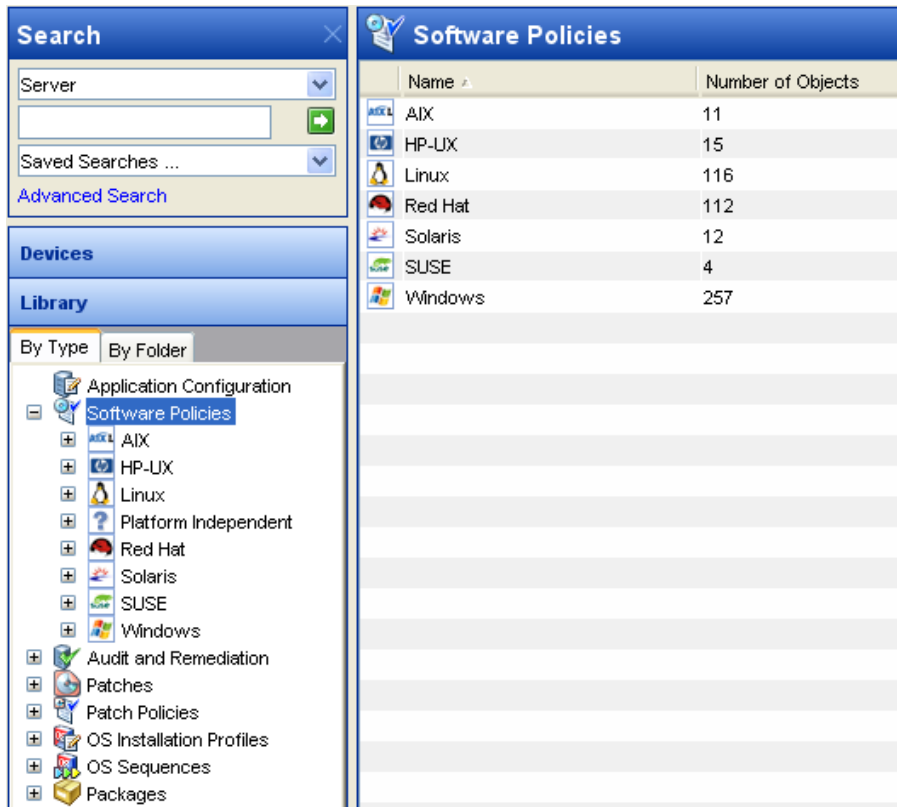 Search
Server
Saved Searches ...
Advanced Search
Devices
Library
By Type By Folder
Application Configuration
Software Policies
AIX
HP-UX
Linux
Platform Independent
Red Hat
Solaris
SUSE
Windows
Audit and Remediation
Patches
Patch Policies
OS Installation Profiles
OS Sequences
Packages
Software Policies
Name Number of Objects
AIX 11
HP-UX 15
Linux 116
Red Hat 112
Solaris 12
SUSE 4
Windows 257